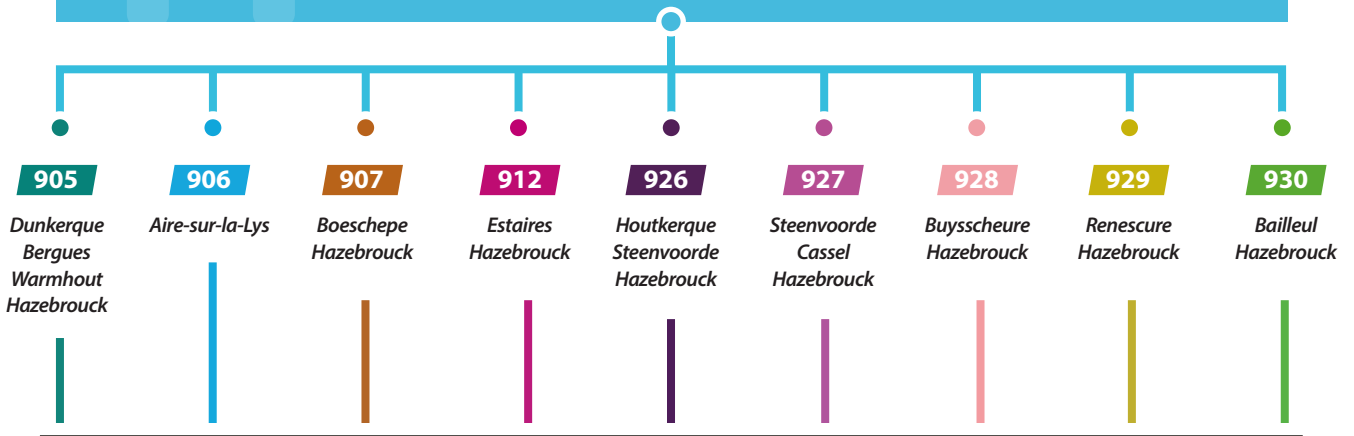 905
Dunkerque
Bergues
Warmhout
Hazebrouck
906
Aire-sur-la-Lys
907
Boeschepe
Hazebrouck
912
Estaires
Hazebrouck
926
Houtkerque
Steenvoorde
Hazebrouck
927
Steenvoorde
Cassel
Hazebrouck
928
Buysscheure
Hazebrouck
929
Renescure
Hazebrouck
930
Bailleul
Hazebrouck